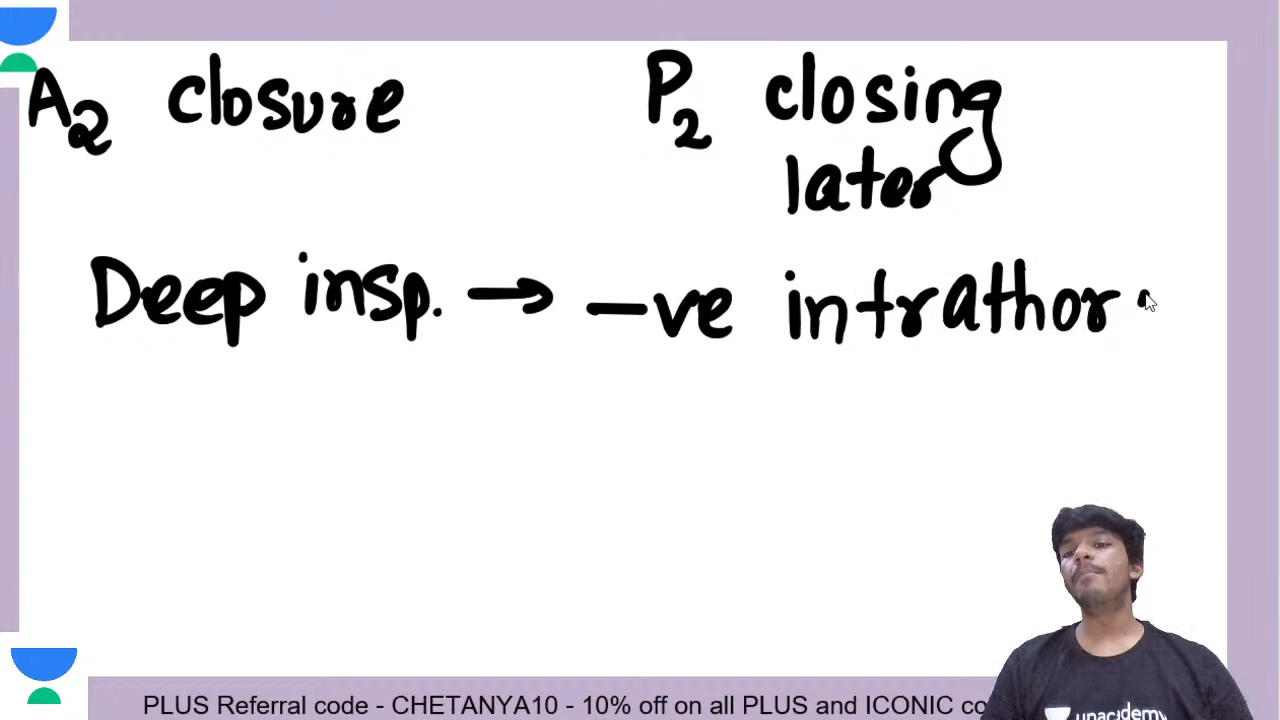 A2 closure P2 closing
later
Deep insp. → -ve intrathor
PLUS Referral code - CHETANYA10 - 10% off on all PLUS and ICONIC co
unacademy